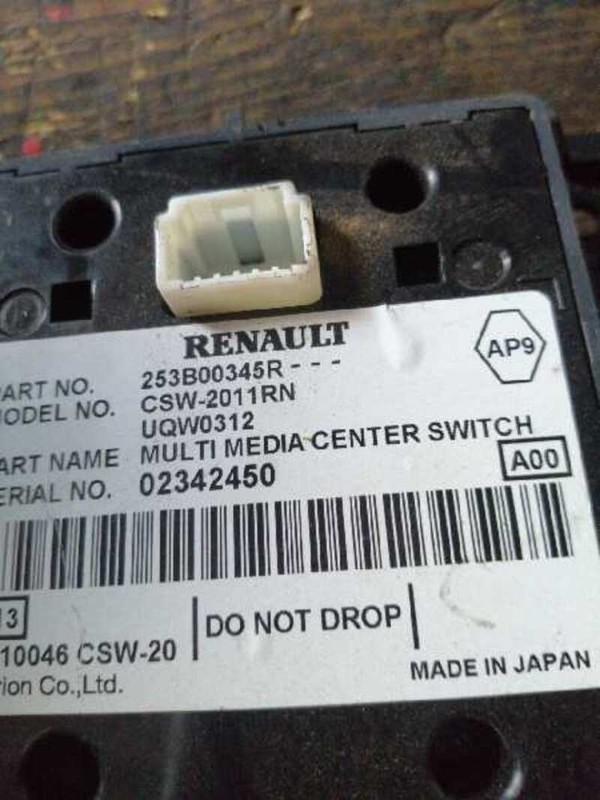 RENAULT
AP9
PART NO. 253B00345R - - -
MODEL NO. CSW-2011RN
UQW0312
PART NAME MULTI MEDIA CENTER SWITCH
SERIAL NO. 02342450
A00
13
DO NOT DROP
10046 CSW-20
rion Co.,Ltd.
MADE IN JAPAN